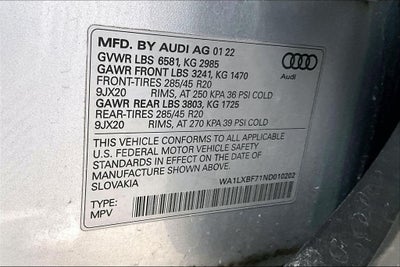 MFD. BY AUDI AG 01 22
GVWR LBS 6581, KG 2985
GAWR FRONT LBS 3241, KG 1470
FRONT-TIRES 285/45 R20
9JX20 RIMS, AT 250 KPA 36 PSI COLD
GAWR REAR LBS 3803, KG 1725
REAR-TIRES 285/45 R20
9JX20 RIMS, AT 270 KPA 39 PSI COLD
Audi
THIS VEHICLE CONFORMS TO ALL APPLICABLE
U.S. FEDERAL MOTOR VEHICLE SAFETY
STANDARDS IN EFFECT ON THE DATE OF
MANUFACTURE SHOWN ABOVE.
SLOVAKIA WA1LXBF71ND010202
TYPE:
MPV